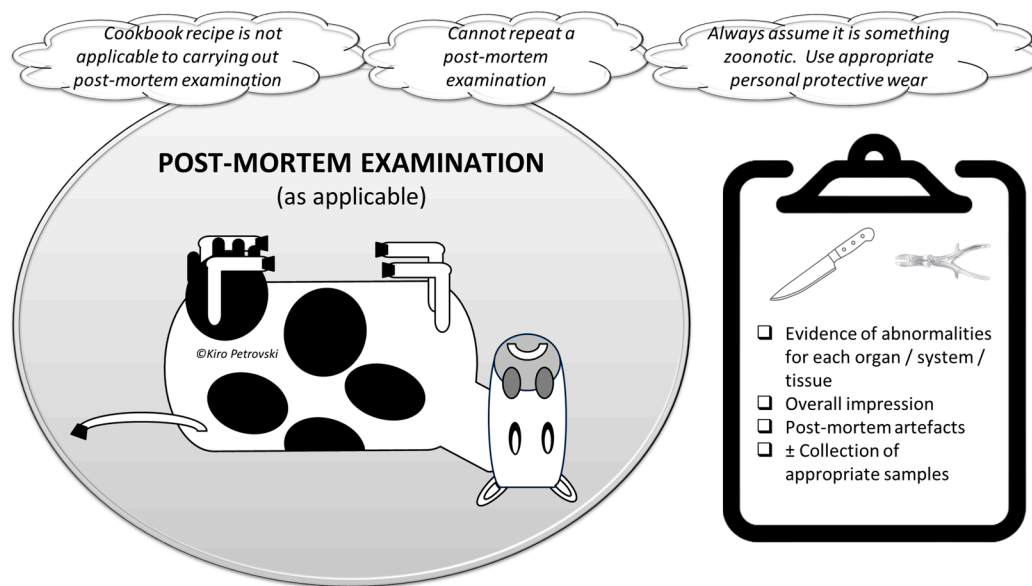 Cookbook recipe is not
applicable to carrying out
post-mortem examination
Cannot repeat a
post-mortem
examination
Always assume it is something
zoonotic. Use appropriate
personal protective wear
POST-MORTEM EXAMINATION
(as applicable)
©Kiro Petrovski
Evidence of abnormalities
for each organ / system /
tissue
Overall impression
Post-mortem artefacts
± Collection of
appropriate samples